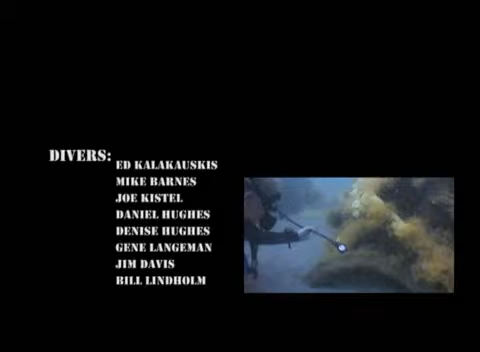 DIVERS:
ED KALAKAUSKIS
MIKE BARNES
JOE KISTEL
DANIEL HUGHES
DENISE HUGHES
GENE LANGEMAN
JIM DAVIS
BILL LINDHOLM